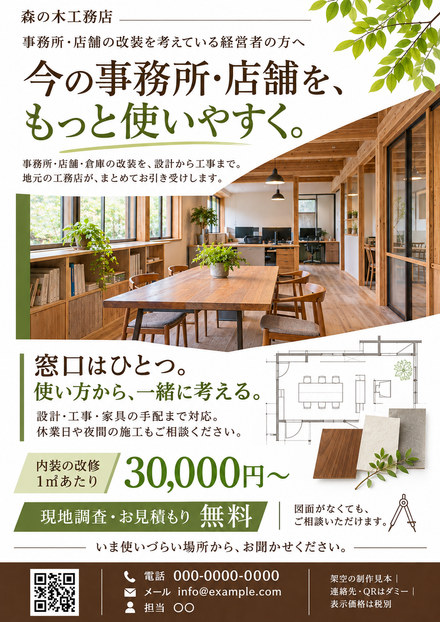 森の木工務店
事務所・店舗の改装を考えている経営者の方へ
今の事務所・店舗を、
もっと使いやすく。
事務所・店舗・倉庫の改装を、設計から工事まで。
地元の工務店が、まとめてお引き受けします。
窓口はひとつ。
使い方から、一緒に考える。
設計・工事・家具の手配まで対応。
休業日や夜間の施工もご相談ください。
内装の改修
1㎡あたり
30,000円〜
現地調査・お見積もり 無料
図面がなくても、
ご相談いただけます。
いま使いづらい場所から、お聞かせください。
電話 000-0000-0000
メール info@example.com
担当 〇〇
架空の制作見本|
連絡先・QRはダミー|
表示価格は税別